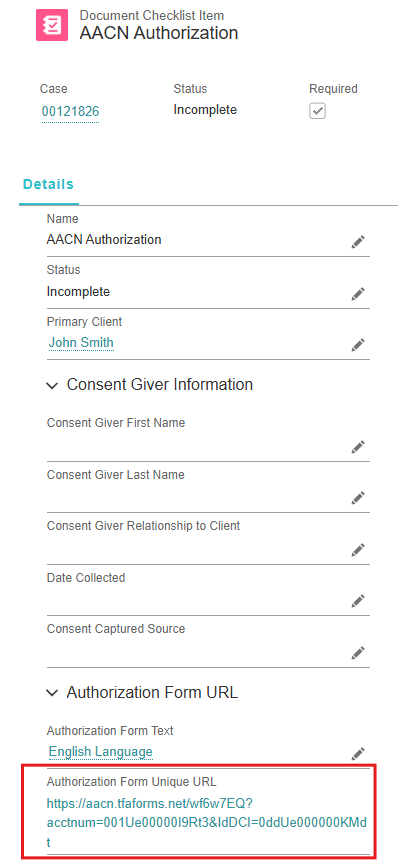 Document Checklist Item
AACN Authorization
Case
Status
Required
00121826
Incomplete
Details
Name
AACN Authorization
Status
Incomplete
Primary Client
John Smith
Consent Giver Information
Consent Giver First Name
Consent Giver Last Name
Consent Giver Relationship to Client
Date Collected
Consent Captured Source
Authorization Form URL
Authorization Form Text
English Language
Authorization Form Unique URL
https://aacn.tfaforms.net/wf6w7EQ?
acctnum=001Ue00000I9Rt3&IdDCI=0ddUe000000KMd
t